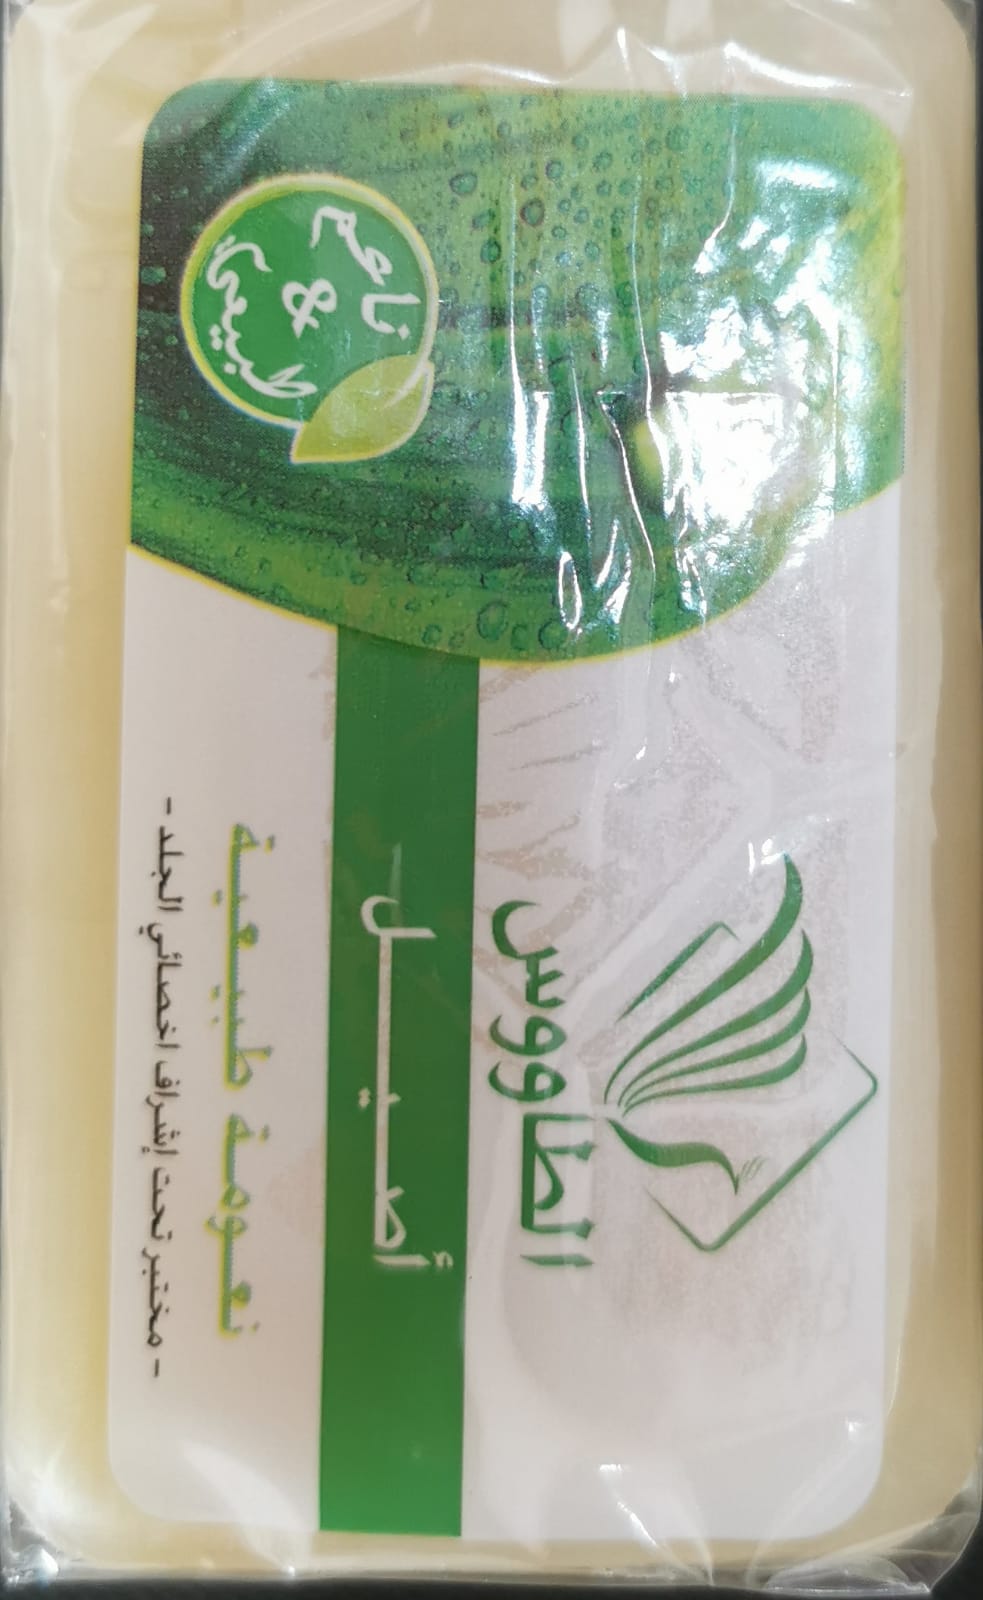 ناعم
&
طبيعي
الطاووس
أصيل
نعومة طبيعية
- مختبر تحت إشراف اخصائي الجلد -